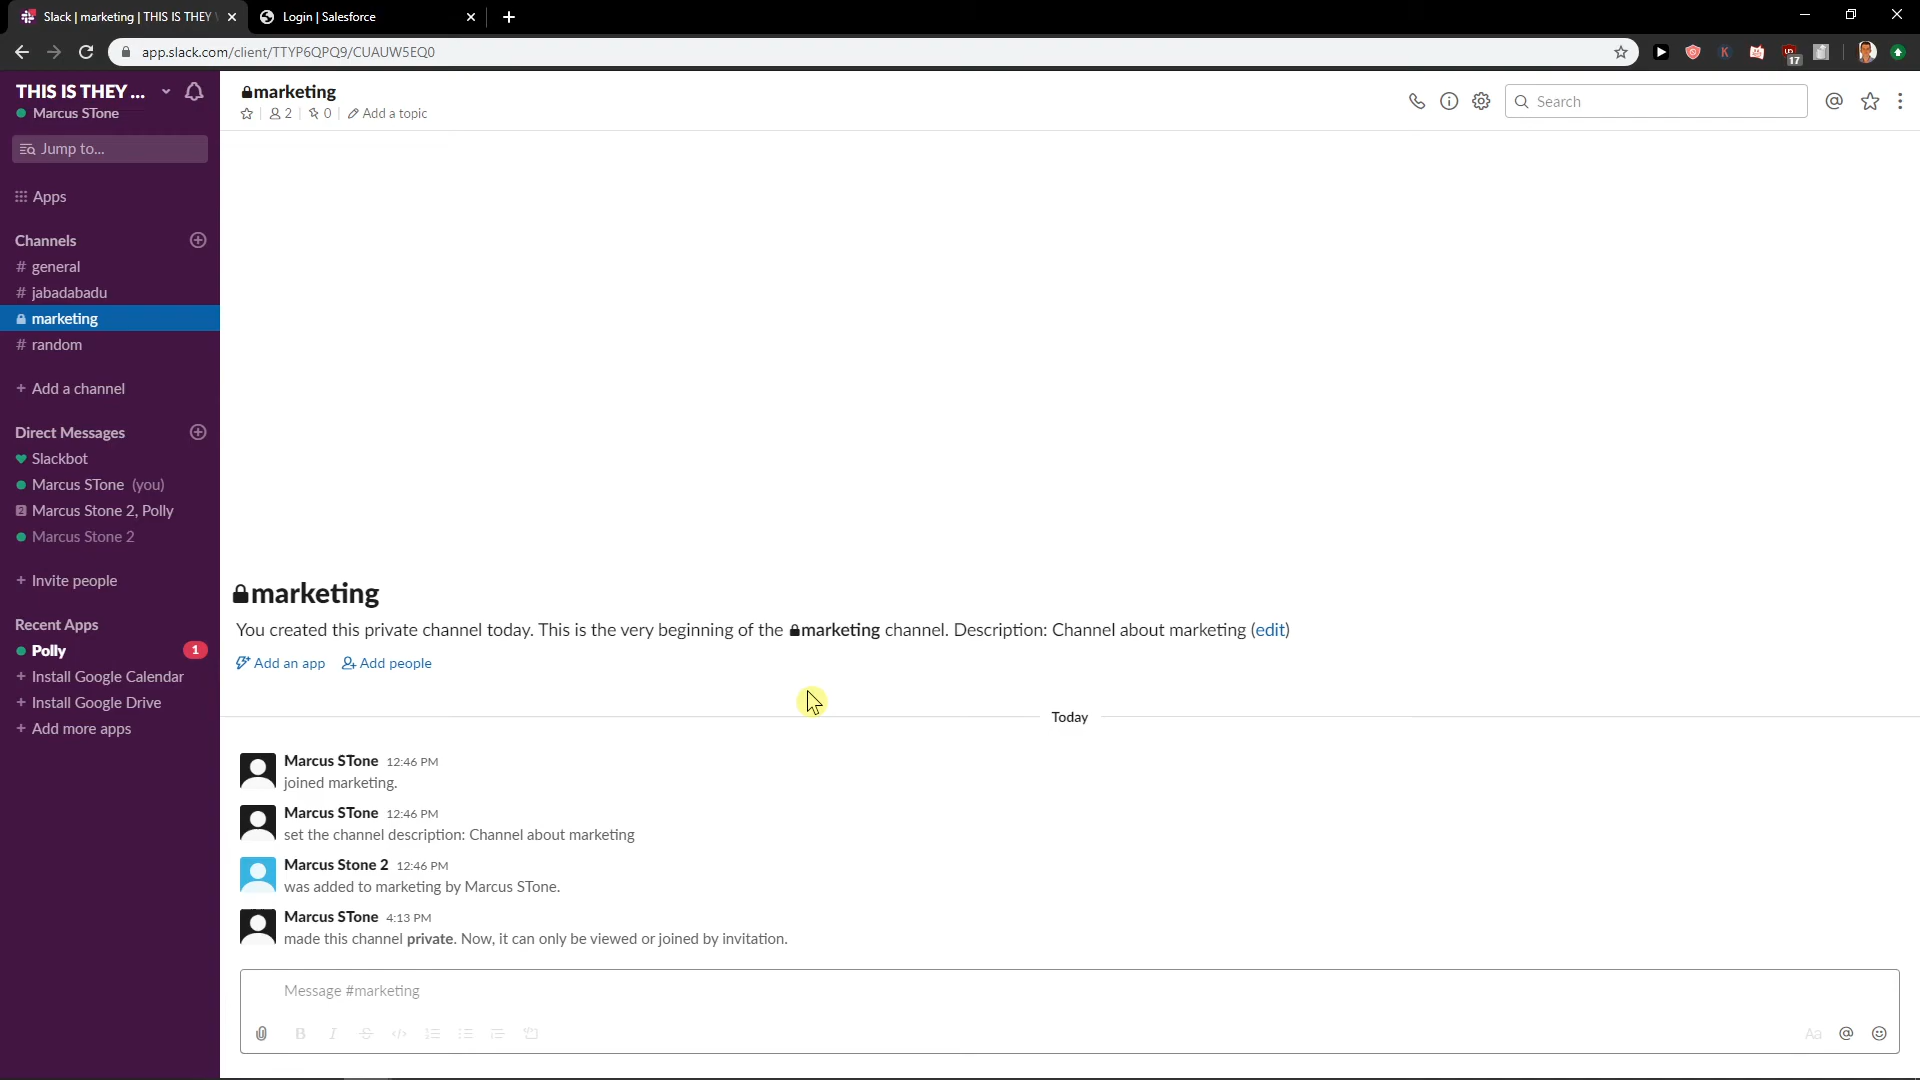 Slack | marketing | THIS IS THEY
Login | Salesforce
app.slack.com/client/TTYP6QPQ9/CUAUW5EQ0
17
THIS IS THEY ...
Marcus STone
Jump to...
Apps
Channels
# general
# jabadabadu
marketing
# random
+ Add a channel
Direct Messages
Slackbot
Marcus STone (you)
2 Marcus Stone 2, Polly
Marcus Stone 2
+ Invite people
Recent Apps
Polly 1
+ Install Google Calendar
+ Install Google Drive
+ Add more apps
marketing
2 | 0 | Add a topic
Search
marketing
You created this private channel today. This is the very beginning of the marketing channel. Description: Channel about marketing (edit)
Add an app Add people
Today
Marcus STone 12:46 PM
joined marketing.
Marcus STone 12:46 PM
set the channel description: Channel about marketing
Marcus Stone 2 12:46 PM
was added to marketing by Marcus STone.
Marcus STone 4:13 PM
made this channel private. Now, it can only be viewed or joined by invitation.
Message #marketing
B I S </> Aa @